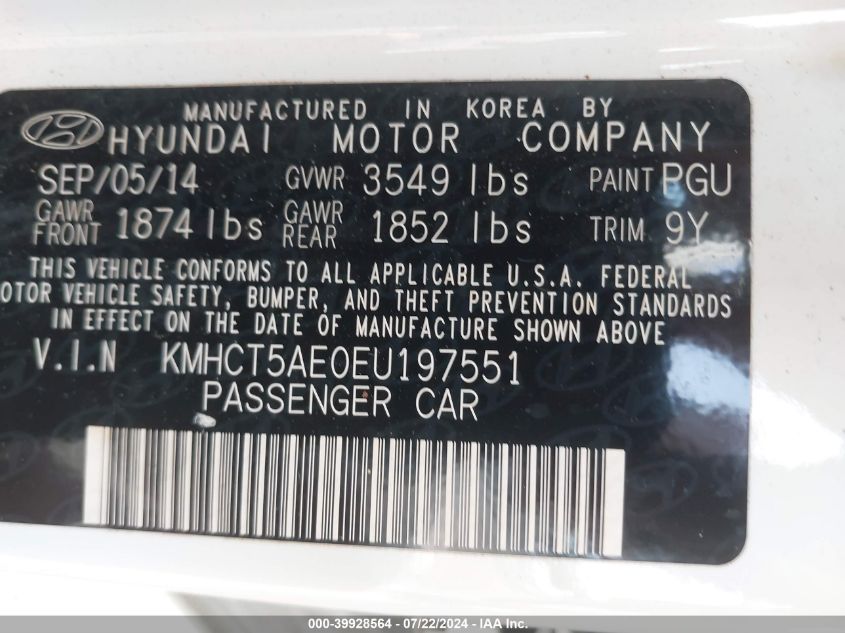 MANUFACTURED IN KOREA BY
HYUNDAI MOTOR COMPANY
SEP/05/14 GVWR 3549 lbs PAINT PGU
GAWR FRONT 1874 lbs GAWR REAR 1852 lbs TRIM 9Y
THIS VEHICLE CONFORMS TO ALL APPLICABLE U.S.A. FEDERAL
OTOR VEHICLE SAFETY, BUMPER, AND THEFT PREVENTION STANDARDS
IN EFFECT ON THE DATE OF MANUFACTURE SHOWN ABOVE
V.I.N KMHCT5AE0EU197551
PASSENGER CAR
000-39928564 / 07/22/2024 - IAA Inc.